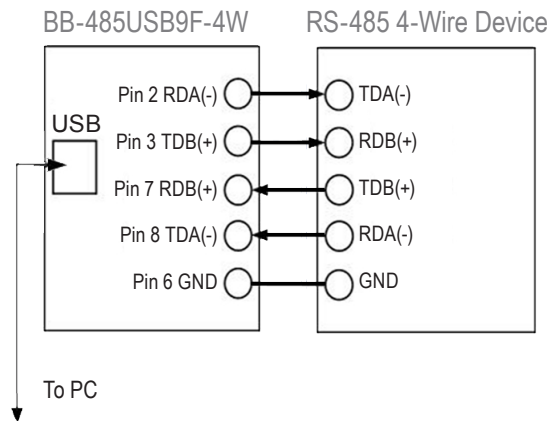 BB-485USB9F-4W RS-485 4-Wire Device
Pin 2 RDA(-) TDA(-)
USB
Pin 3 TDB(+) RDB(+)
Pin 7 RDB(+) TDB(+)
Pin 8 TDA(-) RDA(-)
Pin 6 GND GND
To PC